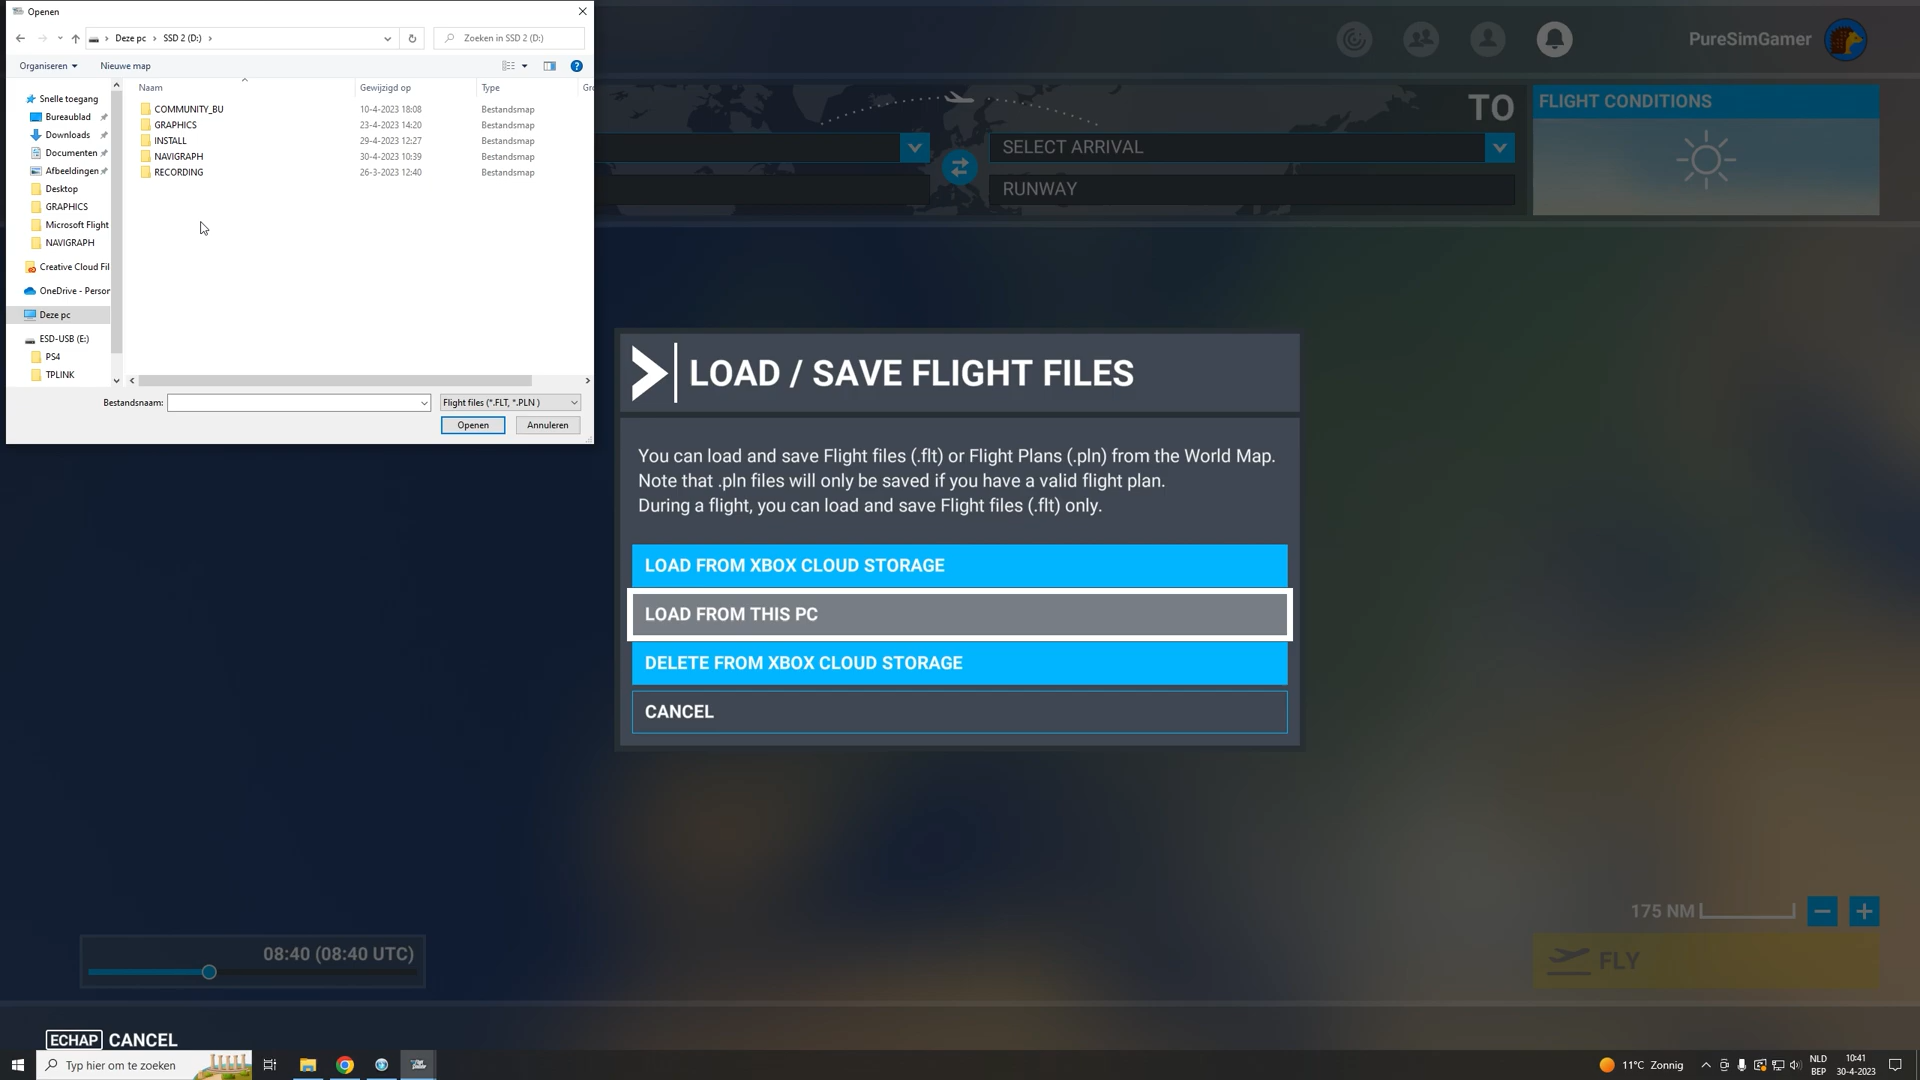 Openen
Deze pc
SSD 2 (D:)
Zoeken in SSD 2 (D:)
Organiseren
Nieuwe map
Naam
Gewijzigd op
Type
Gr
Snelle toegang
Bureaublad
Downloads
Documenten
Afbeeldingen
Desktop
GRAPHICS
Microsoft Flight
NAVIGRAPH
Creative Cloud Fil
OneDrive - Person
Deze pc
ESD-USB (E:)
PS4
TPLINK
COMMUNITY_BU 10-4-2023 18:08 Bestandsmap
GRAPHICS 23-4-2023 14:20 Bestandsmap
INSTALL 29-4-2023 12:27 Bestandsmap
NAVIGRAPH 30-4-2023 10:39 Bestandsmap
RECORDING 26-3-2023 12:40 Bestandsmap
Bestandsnaam:
Flight files (*.FLT, *.PLN )
Openen
Annuleren
PureSimGamer
TO
SELECT ARRIVAL
RUNWAY
FLIGHT CONDITIONS
LOAD / SAVE FLIGHT FILES
You can load and save Flight files (.flt) or Flight Plans (.pln) from the World Map.
Note that .pln files will only be saved if you have a valid flight plan.
During a flight, you can load and save Flight files (.flt) only.
LOAD FROM XBOX CLOUD STORAGE
LOAD FROM THIS PC
DELETE FROM XBOX CLOUD STORAGE
CANCEL
175 NM
08:40 (08:40 UTC)
FLY
ECHAP CANCEL
Typ hier om te zoeken
11°C Zonnig
NLD
BEP
10:41
30-4-2023